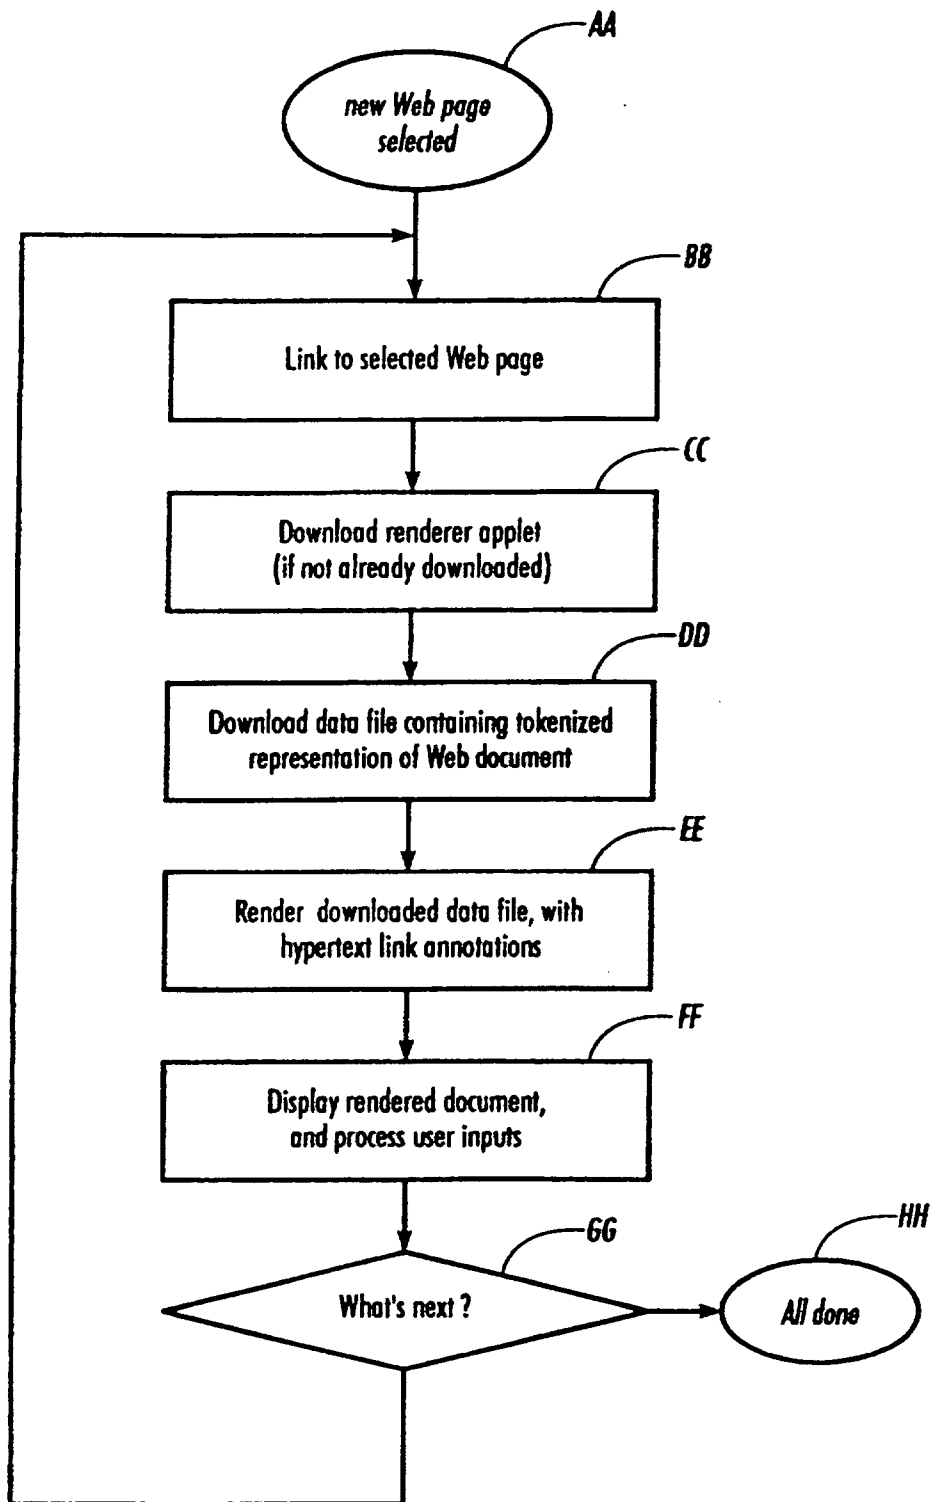 AA
new Web page
selected
BB
Link to selected Web page
CC
Download renderer applet
(if not already downloaded)
DD
Download data file containing tokenized
representation of Web document
EE
Render downloaded data file, with
hypertext link annotations
FF
Display rendered document,
and process user inputs
GG
What's next ?
HH
All done